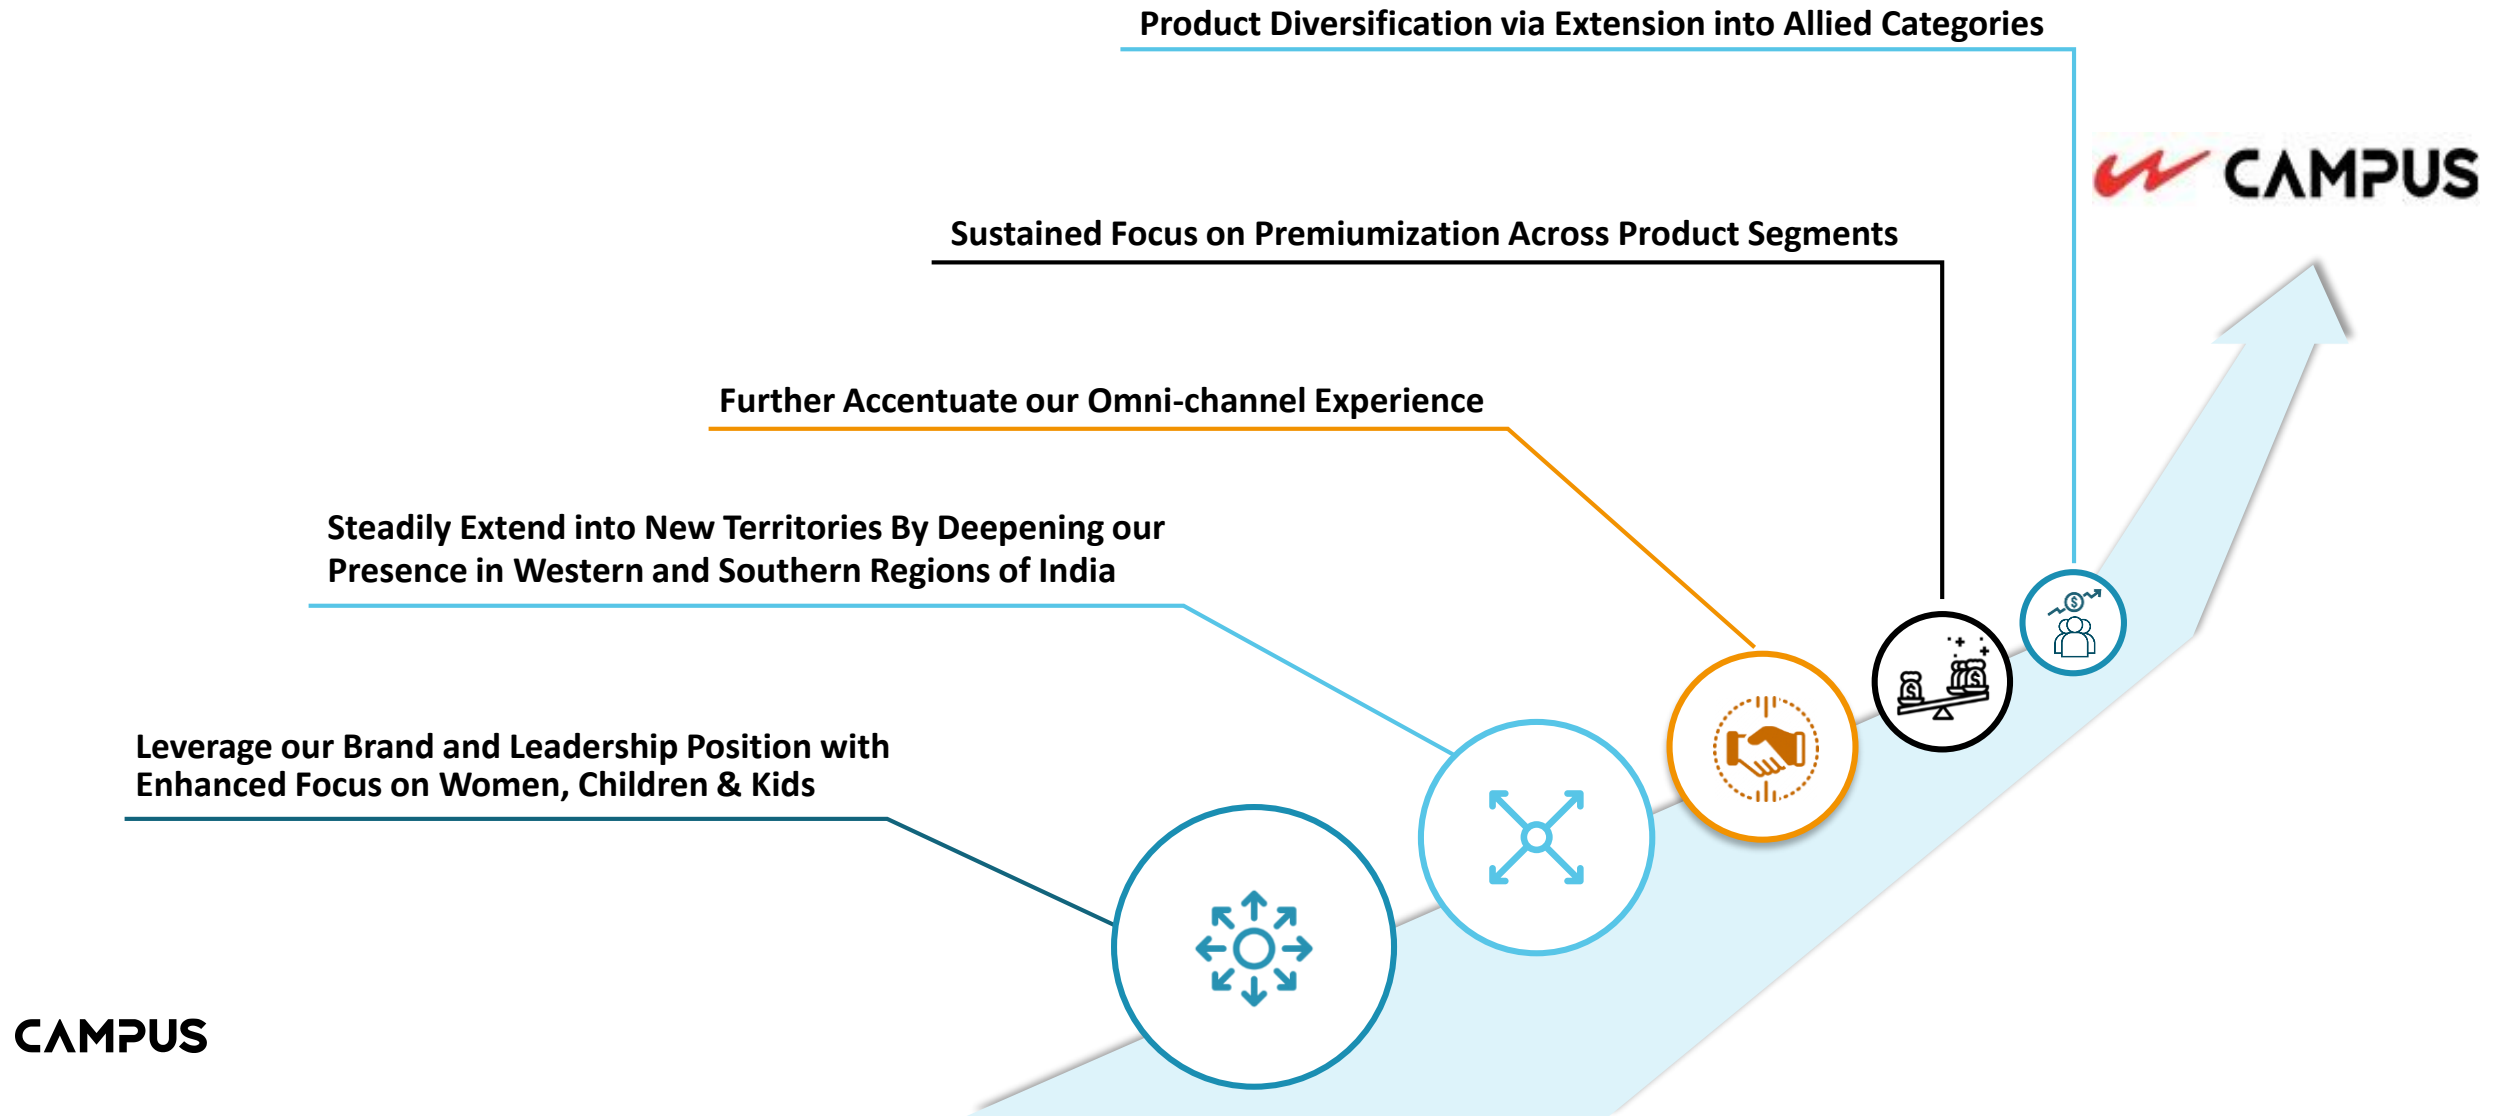 Product Diversification via Extension into Allied Categories
CAMPUS
Sustained Focus on Premiumization Across Product Segments
Further Accentuate our Omni-channel Experience
Steadily Extend into New Territories By Deepening our
Presence in Western and Southern Regions of India
Leverage our Brand and Leadership Position with
Enhanced Focus on Women, Children & Kids
CAMPUS